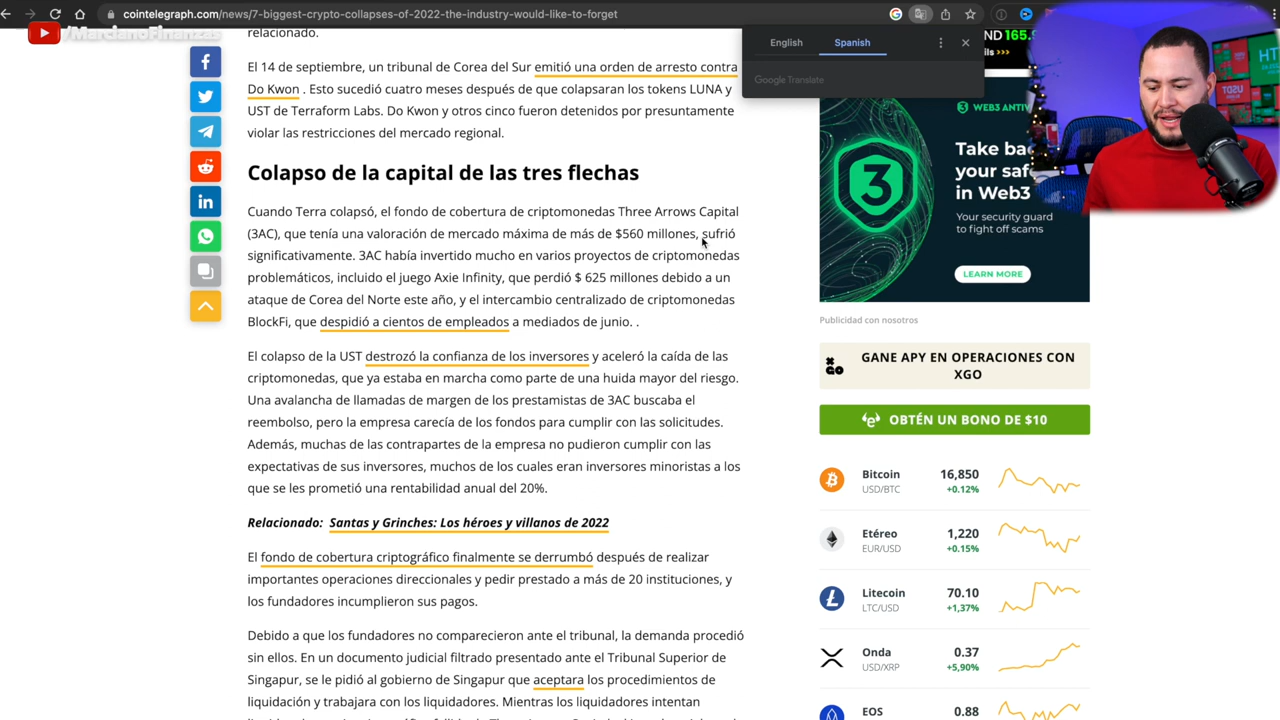 cointelegraph.com/news/7-biggest-crypto-collapses-of-2022-the-industry-would-like-to-forget
/MarcianoFinanzas
English
Spanish
Google Translate
relacionado.
El 14 de septiembre, un tribunal de Corea del Sur emitió una orden de arresto contra
Do Kwon . Esto sucedió cuatro meses después de que colapsaran los tokens LUNA y
UST de Terraform Labs. Do Kwon y otros cinco fueron detenidos por presuntamente
violar las restricciones del mercado regional.
Colapso de la capital de las tres flechas
Cuando Terra colapsó, el fondo de cobertura de criptomonedas Three Arrows Capital
(3AC), que tenía una valoración de mercado máxima de más de $560 millones, sufrió
significativamente. 3AC había invertido mucho en varios proyectos de criptomonedas
problemáticos, incluido el juego Axie Infinity, que perdió $ 625 millones debido a un
ataque de Corea del Norte este año, y el intercambio centralizado de criptomonedas
BlockFi, que despidió a cientos de empleados a mediados de junio. .
El colapso de la UST destrozó la confianza de los inversores y aceleró la caída de las
criptomonedas, que ya estaba en marcha como parte de una huida mayor del riesgo.
Una avalancha de llamadas de margen de los prestamistas de 3AC buscaba el
reembolso, pero la empresa carecía de los fondos para cumplir con las solicitudes.
Además, muchas de las contrapartes de la empresa no pudieron cumplir con las
expectativas de sus inversores, muchos de los cuales eran inversores minoristas a los
que se les prometió una rentabilidad anual del 20%.
Relacionado: Santas y Grinches: Los héroes y villanos de 2022
El fondo de cobertura criptográfico finalmente se derrumbó después de realizar
importantes operaciones direccionales y pedir prestado a más de 20 instituciones, y
los fundadores incumplieron sus pagos.
Debido a que los fundadores no comparecieron ante el tribunal, la demanda procedió
sin ellos. En un documento judicial filtrado presentado ante el Tribunal Superior de
Singapur, se le pidió al gobierno de Singapur que aceptara los procedimientos de
liquidación y trabajara con los liquidadores. Mientras los liquidadores intentan
ND 165.
ils >>>
WEB3 ANTIV
3
Take ba
your safe
in Web3
Your security guard
to fight off scams
LEARN MORE
Publicidad con nosotros
XGO
GANE APY EN OPERACIONES CON
XGO
OBTÉN UN BONO DE $10
Bitcoin 16,850
USD/BTC +0.12%
Etéreo 1,220
EUR/USD +0.15%
Litecoin 70.10
LTC/USD +1,37%
Onda 0.37
USD/XRP +5,90%
EOS 0.88